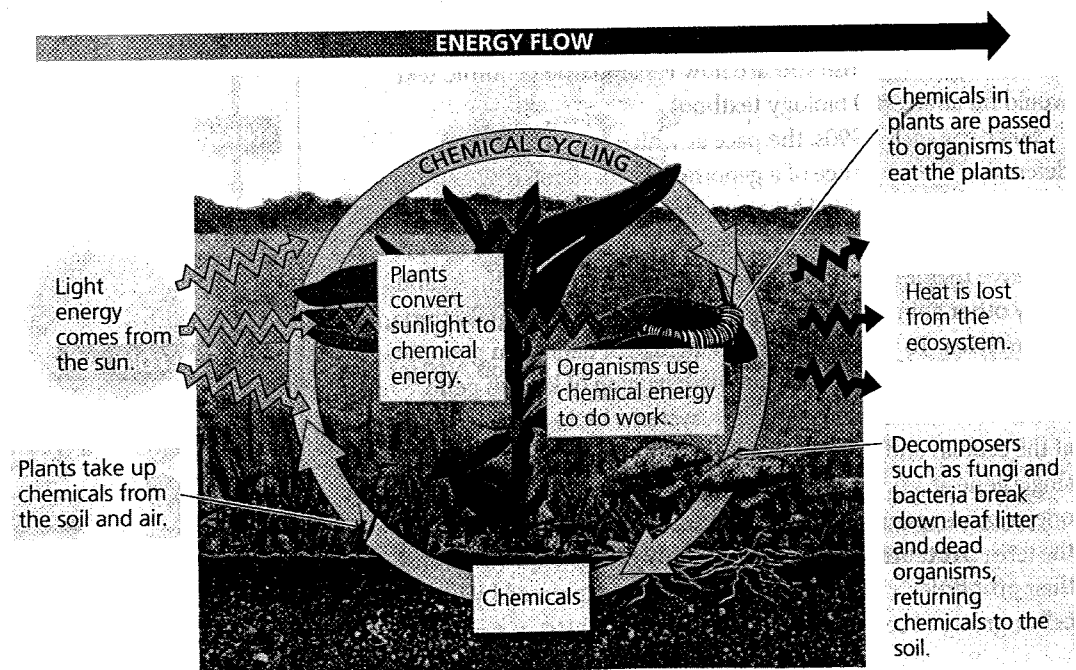 ENERGY FLOW
CHEMICAL CYCLING
Chemicals in
plants are passed
to organisms that
eat the plants.
Light
energy
comes from
the sun.
Plants
convert
sunlight to
chemical
energy.
Organisms use
chemical energy
to do work.
Heat is lost
from the
ecosystem.
Plants take up
chemicals from
the soil and air.
Chemicals
Decomposers
such as fungi and
bacteria break
down leaf litter
and dead
organisms,
returning
chemicals to the
soil.